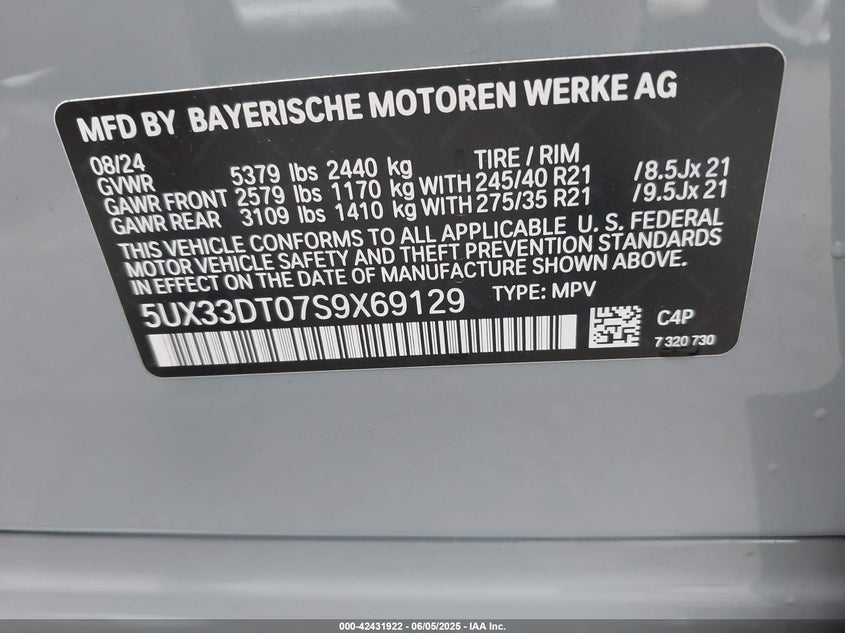 MFD BY BAYERISCHE MOTOREN WERKE AG
08/24
GVWR 5379 lbs 2440 kg TIRE / RIM
GAWR FRONT 2579 lbs 1170 kg WITH 245/40 R21 /8.5Jx 21
GAWR REAR 3109 lbs 1410 kg WITH 275/35 R21 /9.5Jx 21
THIS VEHICLE CONFORMS TO ALL APPLICABLE U. S. FEDERAL
MOTOR VEHICLE SAFETY AND THEFT PREVENTION STANDARDS
IN EFFECT ON THE DATE OF MANUFACTURE SHOWN ABOVE.
5UX33DT07S9X69129 TYPE: MPV
C4P
7 320 730
000-42431922 - 06/05/2025 - IAA Inc.